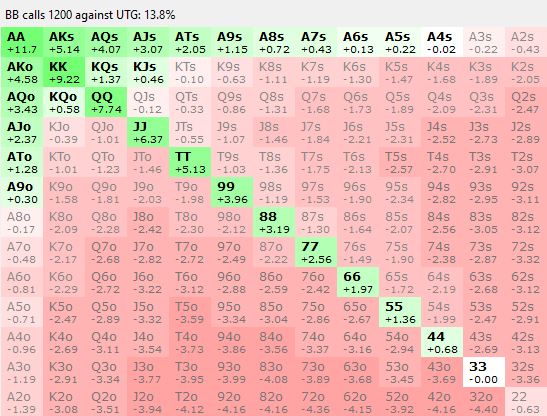 BB calls 1200 against UTG: 13.8%
AA AKs AQs AJs ATs A9s A8s A7s A6s A5s A4s A3s A2s
+11.7 +5.14 +4.07 +3.07 +2.05 +1.15 +0.72 +0.43 +0.13 +0.22 -0.02 -0.22 -0.43
AKo KK KQs KJs KTs K9s K8s K7s K6s K5s K4s K3s K2s
+4.58 +9.22 +1.37 +0.46 -0.10 -0.63 -1.11 -1.19 -1.30 -1.47 -1.68 -1.89 -2.05
AQo KQo QQ QJs QTs Q9s Q8s Q7s Q6s Q5s Q4s Q3s Q2s
+3.43 +0.58 +7.74 -0.12 -0.33 -0.86 -1.31 -1.68 -1.73 -1.89 -2.09 -2.31 -2.47
AJo KJo QJo JJ JTs J9s J8s J7s J6s J5s J4s J3s J2s
+2.37 -0.39 -1.01 +6.37 -0.55 -1.07 -1.46 -1.84 -2.21 -2.31 -2.52 -2.73 -2.89
ATo KTo QTo JTo TT T9s T8s T7s T6s T5s T4s T3s T2s
+1.28 -1.01 -1.23 -1.46 +5.13 -1.03 -1.36 -1.75 -2.13 -2.57 -2.70 -2.91 -3.07
A9o K9o Q9o J9o T9o 99 98s 97s 96s 95s 94s 93s 92s
+0.30 -1.58 -1.81 -2.03 -1.98 +3.96 -1.19 -1.53 -1.90 -2.34 -2.82 -2.95 -3.11
A8o K8o Q8o J8o T8o 98o 88 87s 86s 85s 84s 83s 82s
-0.17 -2.09 -2.28 -2.42 -2.30 -2.12 +3.19 -1.30 -1.64 -2.07 -2.56 -3.05 -3.12
A7o K7o Q7o J7o T7o 97o 87o 77 76s 75s 74s 73s 72s
-0.48 -2.17 -2.68 -2.82 -2.72 -2.49 -2.22 +2.56 -1.49 -1.90 -2.38 -2.87 -3.32
A6o K6o Q6o J6o T6o 96o 86o 76o 66 65s 64s 63s 62s
-0.81 -2.29 -2.72 -3.22 -3.12 -2.88 -2.59 -2.42 +1.97 -1.72 -2.19 -2.68 -3.12
A5o K5o Q5o J5o T5o 95o 85o 75o 65o 55 54s 53s 52s
-0.71 -2.47 -2.89 -3.32 -3.59 -3.34 -3.04 -2.86 -2.67 +1.36 -1.99 -2.47 -2.91
A4o K4o Q4o J4o T4o 94o 84o 74o 64o 54o 44 43s 42s
-0.96 -2.69 -3.11 -3.54 -3.73 -3.86 -3.56 -3.37 -3.16 -2.94 +0.68 -2.69 -3.13
A3o K3o Q3o J3o T3o 93o 83o 73o 63o 53o 43o 33 32s
-1.19 -2.91 -3.34 -3.77 -3.95 -3.99 -4.08 -3.89 -3.68 -3.45 -3.69 -0.00 -3.36
A2o K2o Q2o J2o T2o 92o 82o 72o 62o 52o 42o 32o 22
-1.39 -3.08 -3.51 -3.94 -4.12 -4.16 -4.16 -4.36 -4.15 -3.92 -4.16 -4.40 -0.63